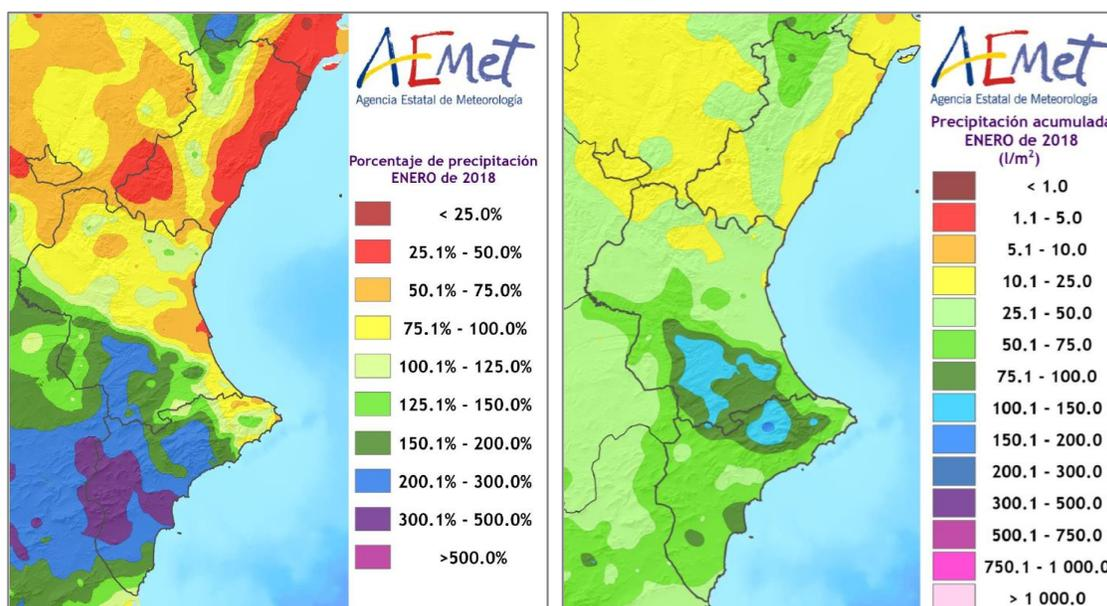 AEMet
Agencia Estatal de Meteorología
Porcentaje de precipitación
ENERO de 2018
< 25.0%
25.1% - 50.0%
50.1% - 75.0%
75.1% - 100.0%
100.1% - 125.0%
125.1% - 150.0%
150.1% - 200.0%
200.1% - 300.0%
300.1% - 500.0%
>500.0%
AEMet
Agencia Estatal de Meteorología
Precipitación acumulada
ENERO de 2018
(l/m²)
< 1.0
1.1 - 5.0
5.1 - 10.0
10.1 - 25.0
25.1 - 50.0
50.1 - 75.0
75.1 - 100.0
100.1 - 150.0
150.1 - 200.0
200.1 - 300.0
300.1 - 500.0
500.1 - 750.0
750.1 - 1 000.0
> 1 000.0